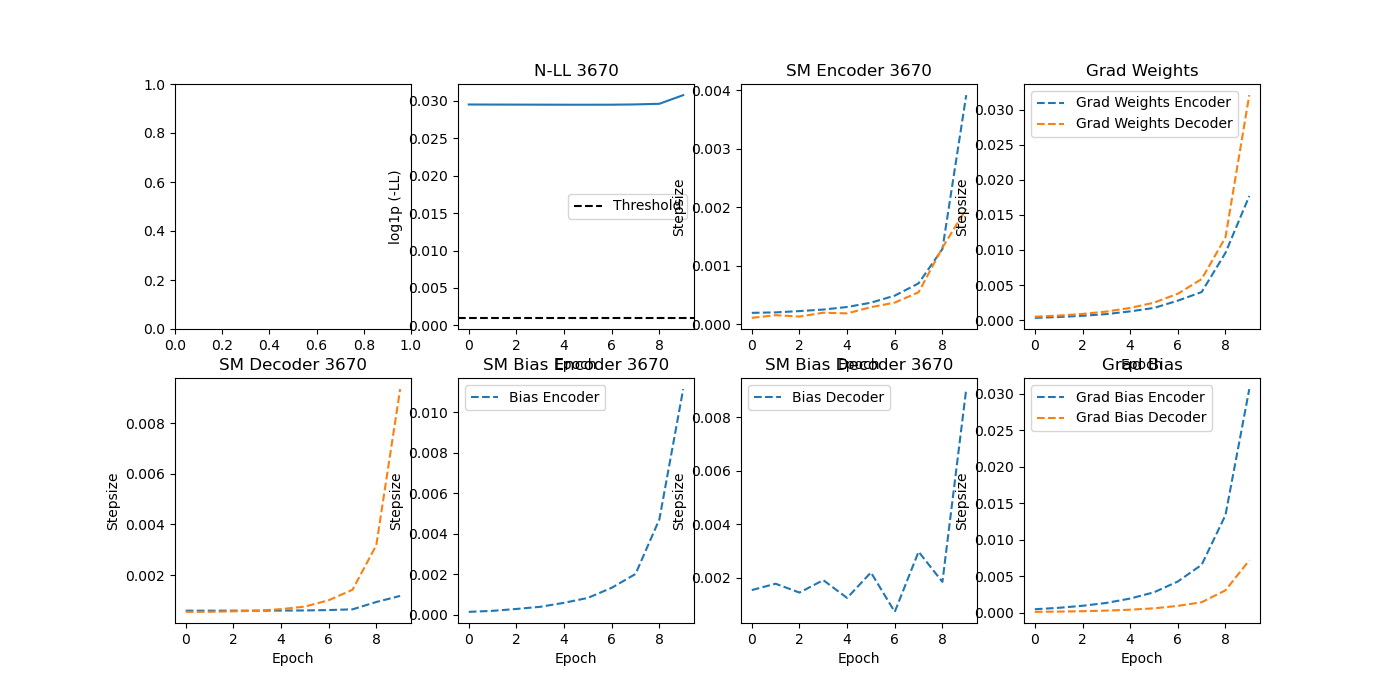 N-LL 3670
SM Encoder 3670
Grad Weights
1.0
0.8
0.6
0.4
0.2
0.0
0.0 0.2 0.4 0.6 0.8 1.0
log1p (-LL)
0.030
0.025
0.020
0.015
0.010
0.005
0.000
Threshold
0 2 4 6 8
Epoch
Stepsize
0.004
0.003
0.002
0.001
0.000
0 2 4 6 8
Epoch
Stepsize
0.030
0.025
0.020
0.015
0.010
0.005
0.000
Grad Weights Encoder
Grad Weights Decoder
0 2 4 6 8
Epoch
SM Decoder 3670
SM Bias Encoder 3670
SM Bias Decoder 3670
Grad Bias
Stepsize
0.008
0.006
0.004
0.002
0 2 4 6 8
Epoch
Stepsize
0.010
0.008
0.006
0.004
0.002
0.000
Bias Encoder
0 2 4 6 8
Epoch
Stepsize
0.008
0.006
0.004
0.002
Bias Decoder
0 2 4 6 8
Epoch
Stepsize
0.030
0.025
0.020
0.015
0.010
0.005
0.000
Grad Bias Encoder
Grad Bias Decoder
0 2 4 6 8
Epoch